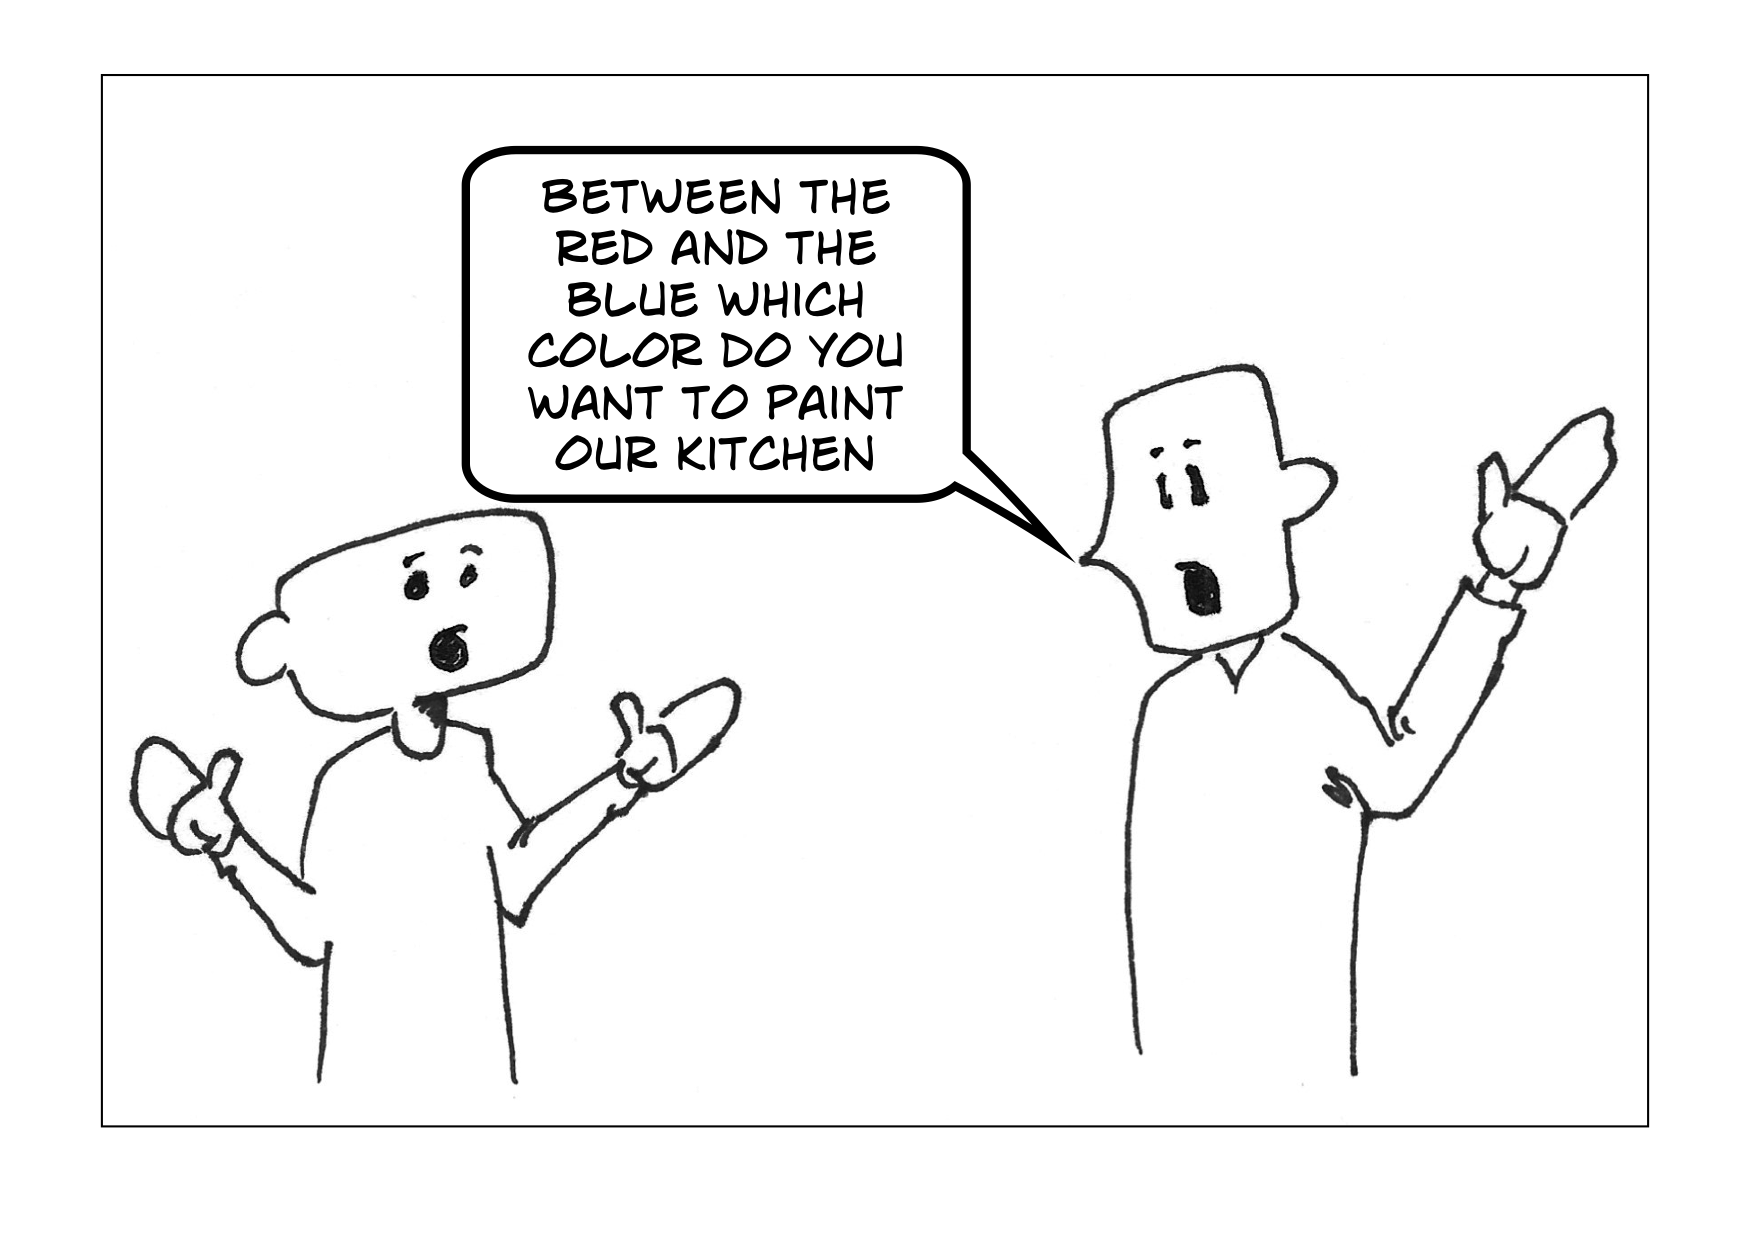 BETWEEN THE
RED AND THE
BLUE WHICH
COLOR DO YOU
WANT TO PAINT
OUR KITCHEN